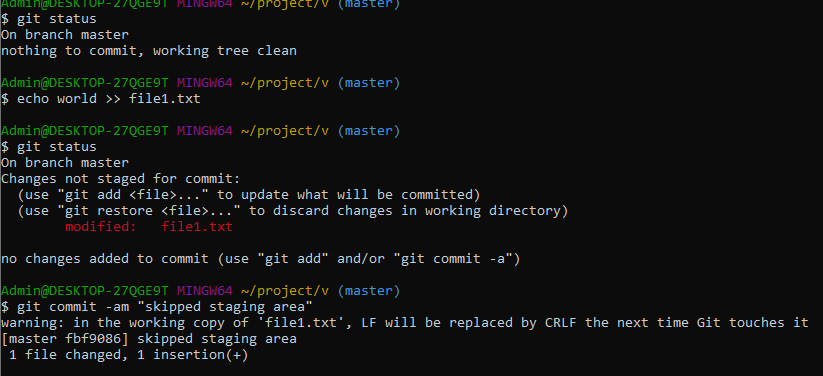 Admin@DESKTOP-27QGE9T MINGW64 ~/project/v (master)
$ git status
On branch master
nothing to commit, working tree clean
Admin@DESKTOP-27QGE9T MINGW64 ~/project/v (master)
$ echo world >> file1.txt
Admin@DESKTOP-27QGE9T MINGW64 ~/project/v (master)
$ git status
On branch master
Changes not staged for commit:
  (use "git add <file>..." to update what will be committed)
  (use "git restore <file>..." to discard changes in working directory)
        modified:   file1.txt
no changes added to commit (use "git add" and/or "git commit -a")
Admin@DESKTOP-27QGE9T MINGW64 ~/project/v (master)
$ git commit -am "skipped staging area"
warning: in the working copy of 'file1.txt', LF will be replaced by CRLF the next time Git touches it
[master fbf9086] skipped staging area
 1 file changed, 1 insertion(+)